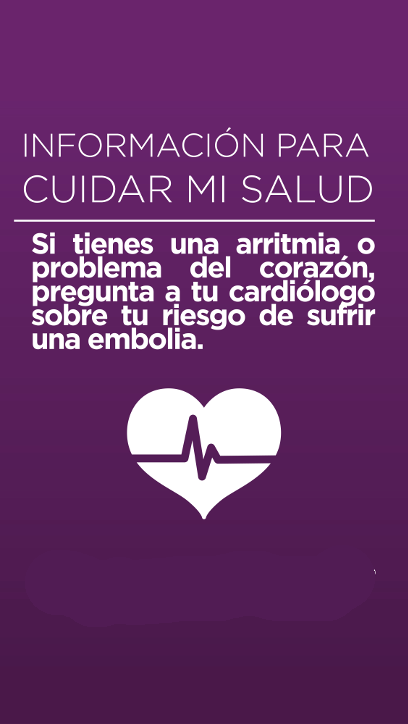 INFORMACIÓN PARA
CUIDAR MI SALUD
Si tienes una arritmia o
problema del corazón,
pregunta a tu cardiólogo
sobre tu riesgo de sufrir
una embolia.